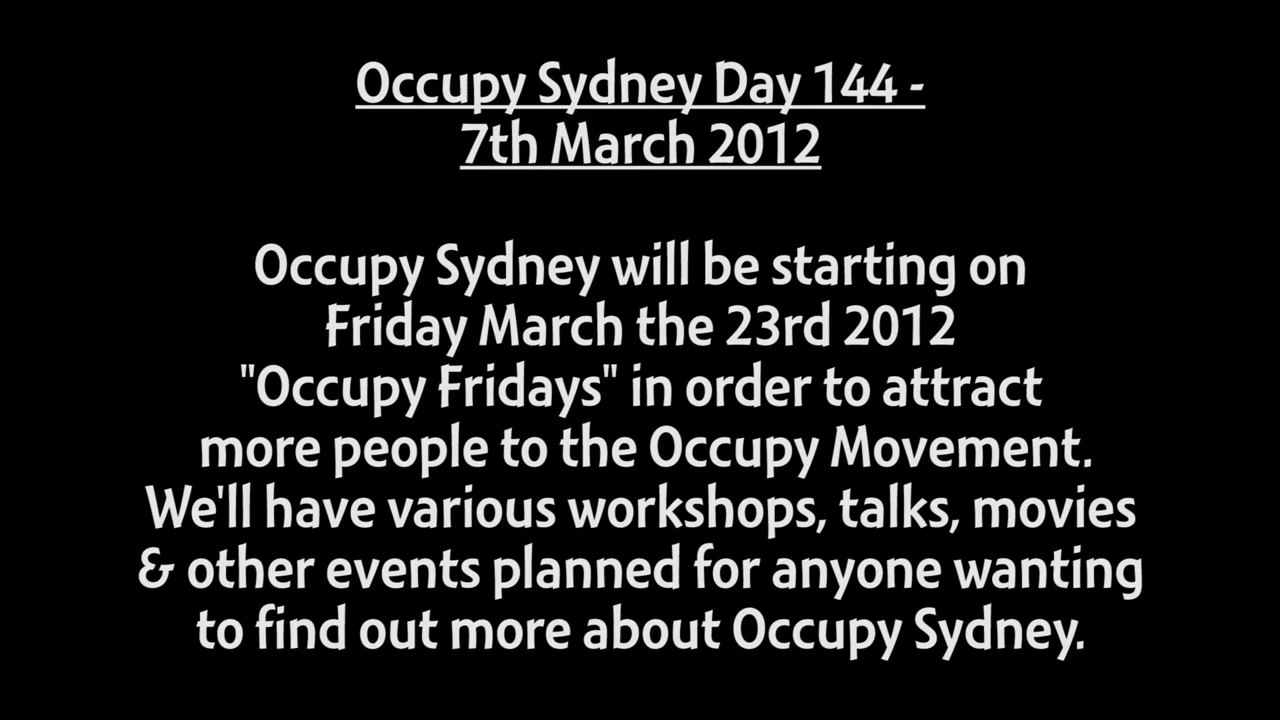 Occupy Sydney Day 144 -
7th March 2012
Occupy Sydney will be starting on
Friday March the 23rd 2012
"Occupy Fridays" in order to attract
more people to the Occupy Movement.
We'll have various workshops, talks, movies
& other events planned for anyone wanting
to find out more about Occupy Sydney.